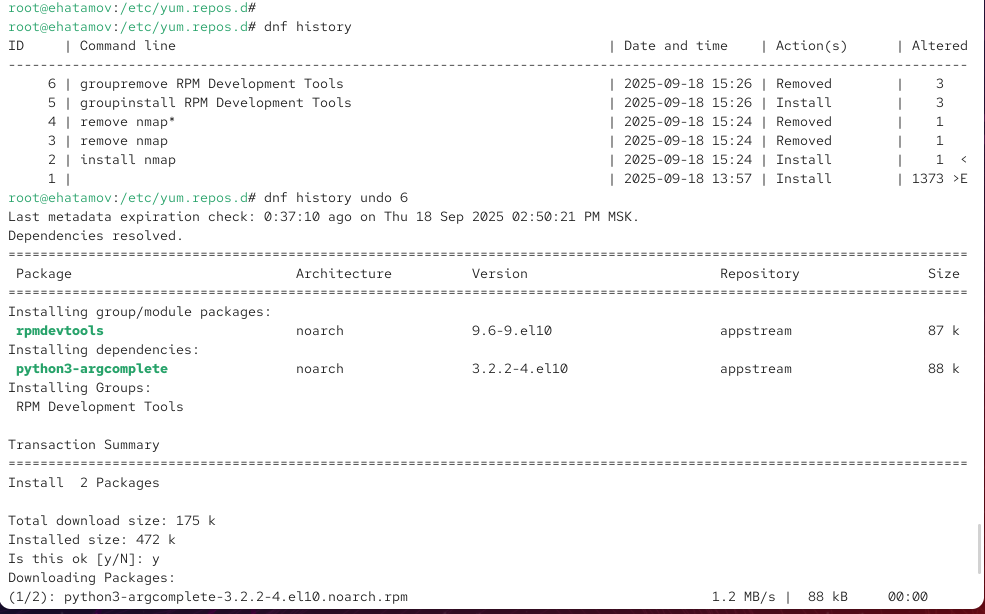 root@ehatamov:/etc/yum.repos.d#
root@ehatamov:/etc/yum.repos.d# dnf history
ID     | Command line                                                      | Date and time    | Action(s)      | Altered
------------------------------------------------------------------------------------------------------------------------
     6 | groupremove RPM Development Tools                                 | 2025-09-18 15:26 | Removed        |    3
     5 | groupinstall RPM Development Tools                                | 2025-09-18 15:26 | Install        |    3
     4 | remove nmap*                                                      | 2025-09-18 15:24 | Removed        |    1
     3 | remove nmap                                                       | 2025-09-18 15:24 | Removed        |    1
     2 | install nmap                                                      | 2025-09-18 15:24 | Install        |    1  <
     1 |                                                                   | 2025-09-18 13:57 | Install        | 1373 >E
root@ehatamov:/etc/yum.repos.d# dnf history undo 6
Last metadata expiration check: 0:37:10 ago on Thu 18 Sep 2025 02:50:21 PM MSK.
Dependencies resolved.
========================================================================================================================
 Package                    Architecture          Version                        Repository                Size
========================================================================================================================
Installing group/module packages:
 rpmdevtools                noarch                9.6-9.el10                     appstream                 87 k
Installing dependencies:
 python3-argcomplete        noarch                3.2.2-4.el10                   appstream                 88 k
Installing Groups:
 RPM Development Tools
Transaction Summary
========================================================================================================================
Install  2 Packages
Total download size: 175 k
Installed size: 472 k
Is this ok [y/N]: y
Downloading Packages:
(1/2): python3-argcomplete-3.2.2-4.el10.noarch.rpm                                      1.2 MB/s |  88 kB     00:00